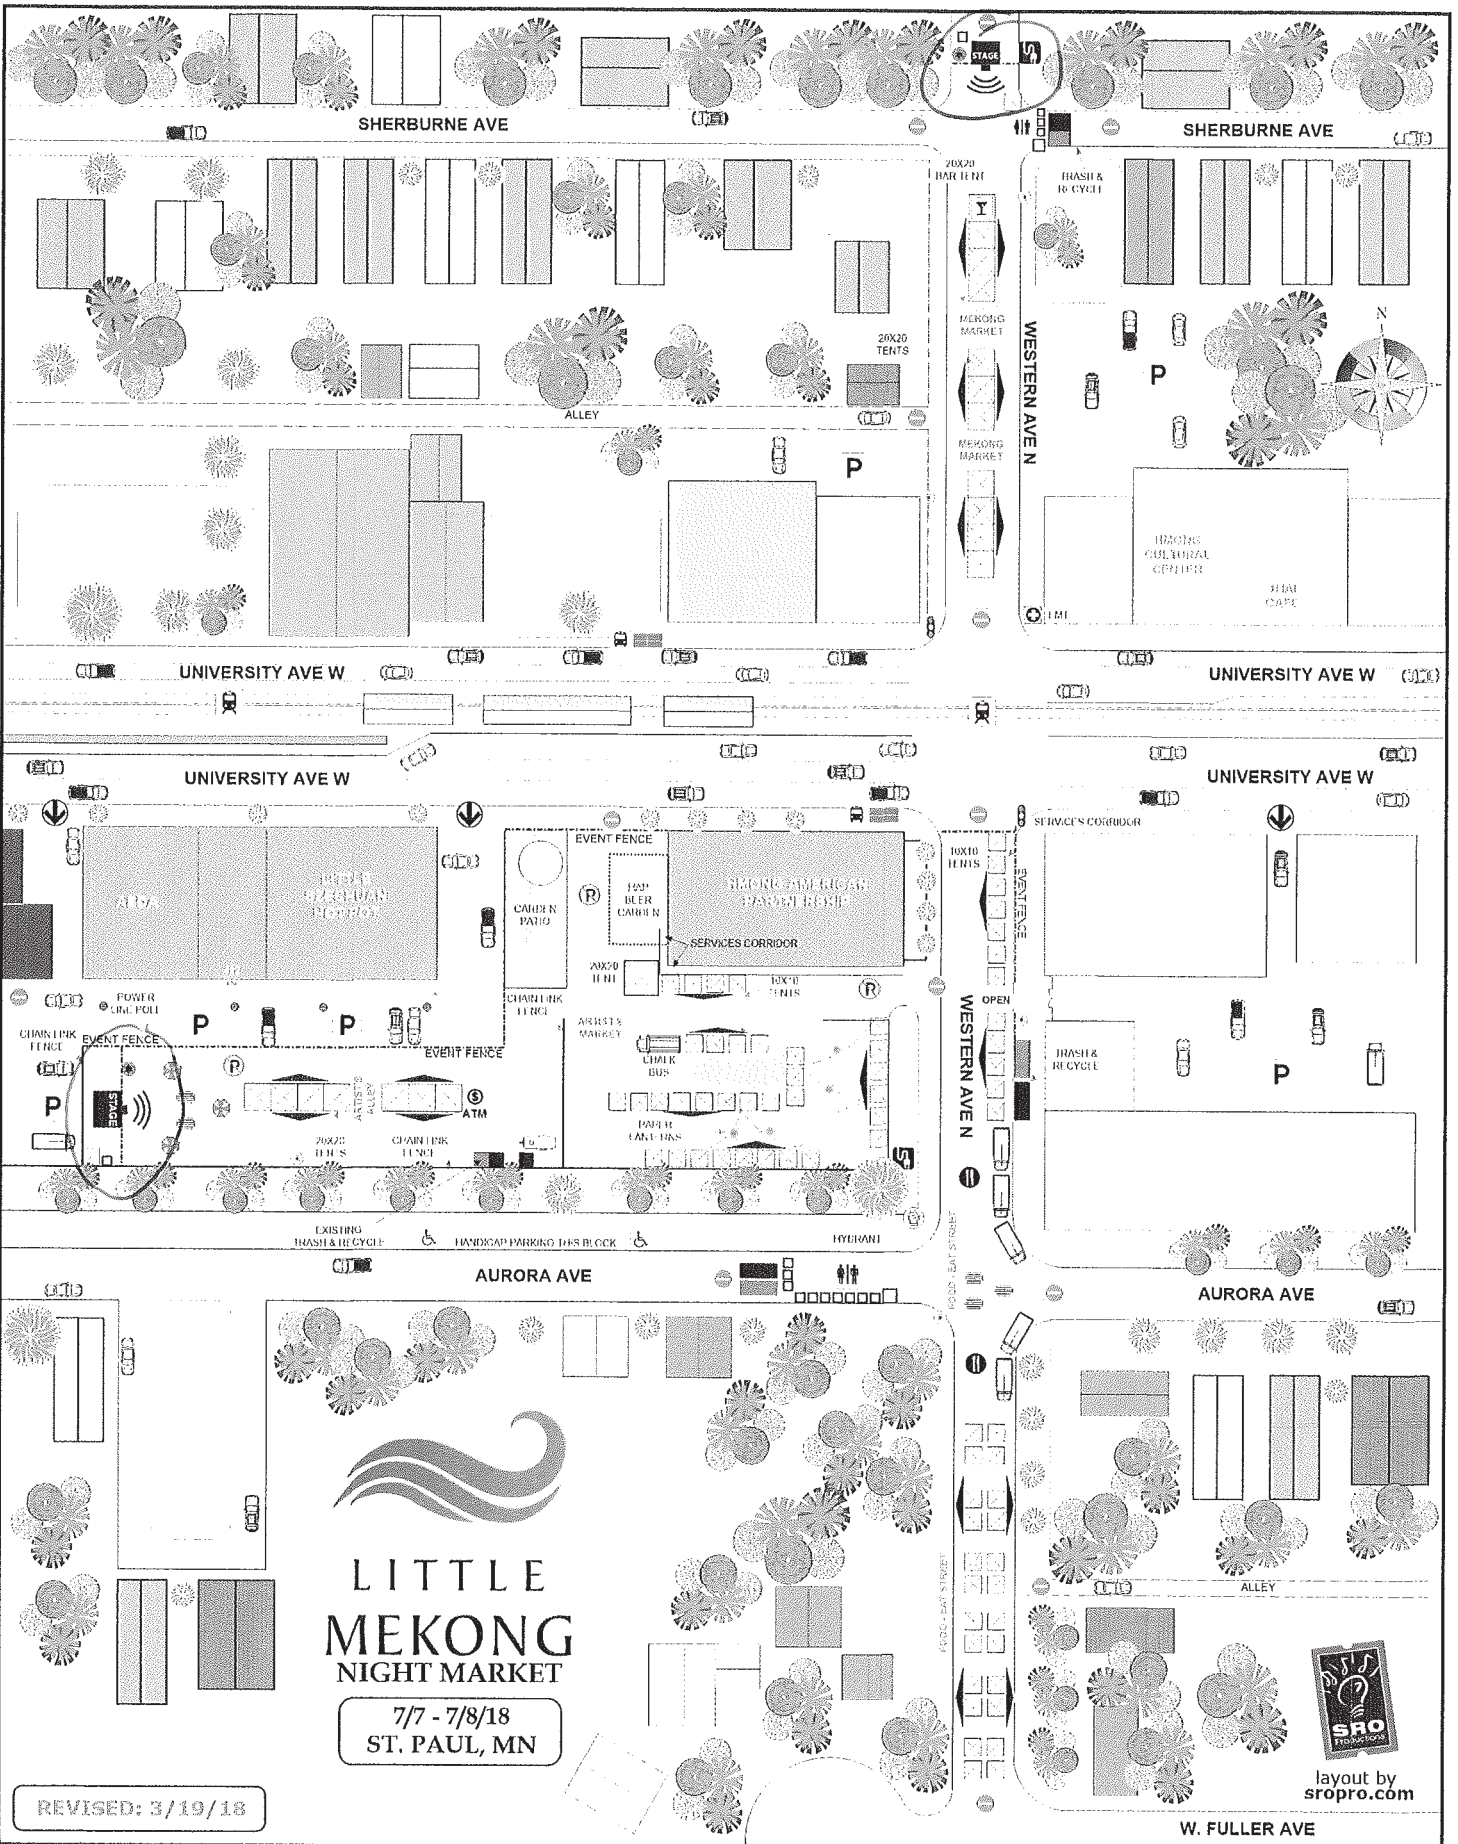 STAGE
SHERBURNE AVE
SHERBURNE AVE
20X20
BAR TENT
TRASH &
RECYCLE
MEKONG
MARKET
N
20X20
TENTS
WESTERN AVE N
P
ALLEY
MEKONG
MARKET
P
HMONG
CULTURAL
CENTER
THAI
CAFE
EMT
UNIVERSITY AVE W
UNIVERSITY AVE W
UNIVERSITY AVE W
UNIVERSITY AVE W
SERVICES CORRIDOR
EVENT FENCE
10X10
TENTS
EVENT FENCE
BEER
GARDEN
HMONG AMERICAN
PARTNERSHIP
R
GARDEN
PATIO
SERVICES CORRIDOR
20X20
TENT
10X10
TENTS
R
CHAIN LINK
FENCE
POWER
LINE POLE
P
P
OPEN
WESTERN AVE N
ARTISTS
MARKET
CHAIN LINK
FENCE
EVENT FENCE
EVENT FENCE
CHALK
BUS
TRASH &
RECYCLE
P
R
P
STAGE
ARTISTS
ALLEY
$
ATM
PAPER
LANTERNS
20X20
TENTS
CHAIN LINK
FENCE
EXISTING
TRASH & RECYCLE
HANDICAP PARKING THIS BLOCK
HYDRANT
FOOD - EAT STREET
AURORA AVE
AURORA AVE
LITTLE
MEKONG
NIGHT MARKET
7/7 - 7/8/18
ST. PAUL, MN
FOOD - EAT STREET
ALLEY
SRO
Productions
layout by
sropro.com
REVISED: 3/19/18
W. FULLER AVE